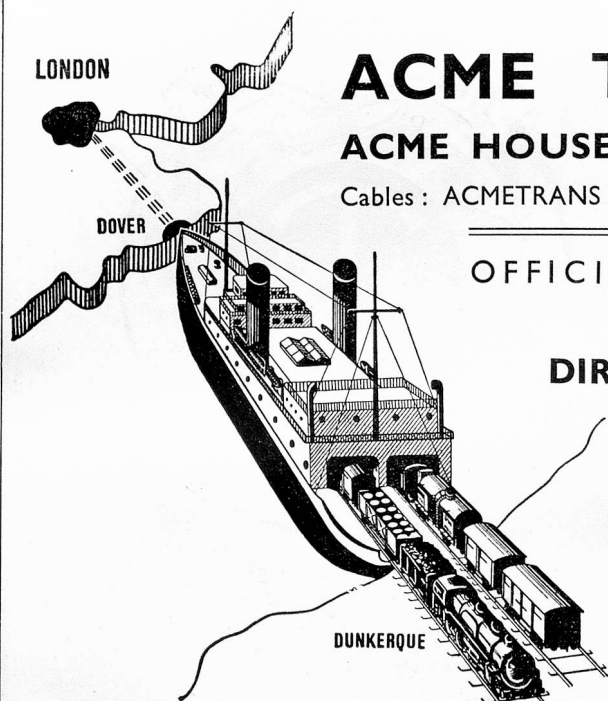 LONDON
ACME
ACME HOUSE
Cables : ACMETRANS
DOVER
OFFICI
DIR
DUNKERQUE